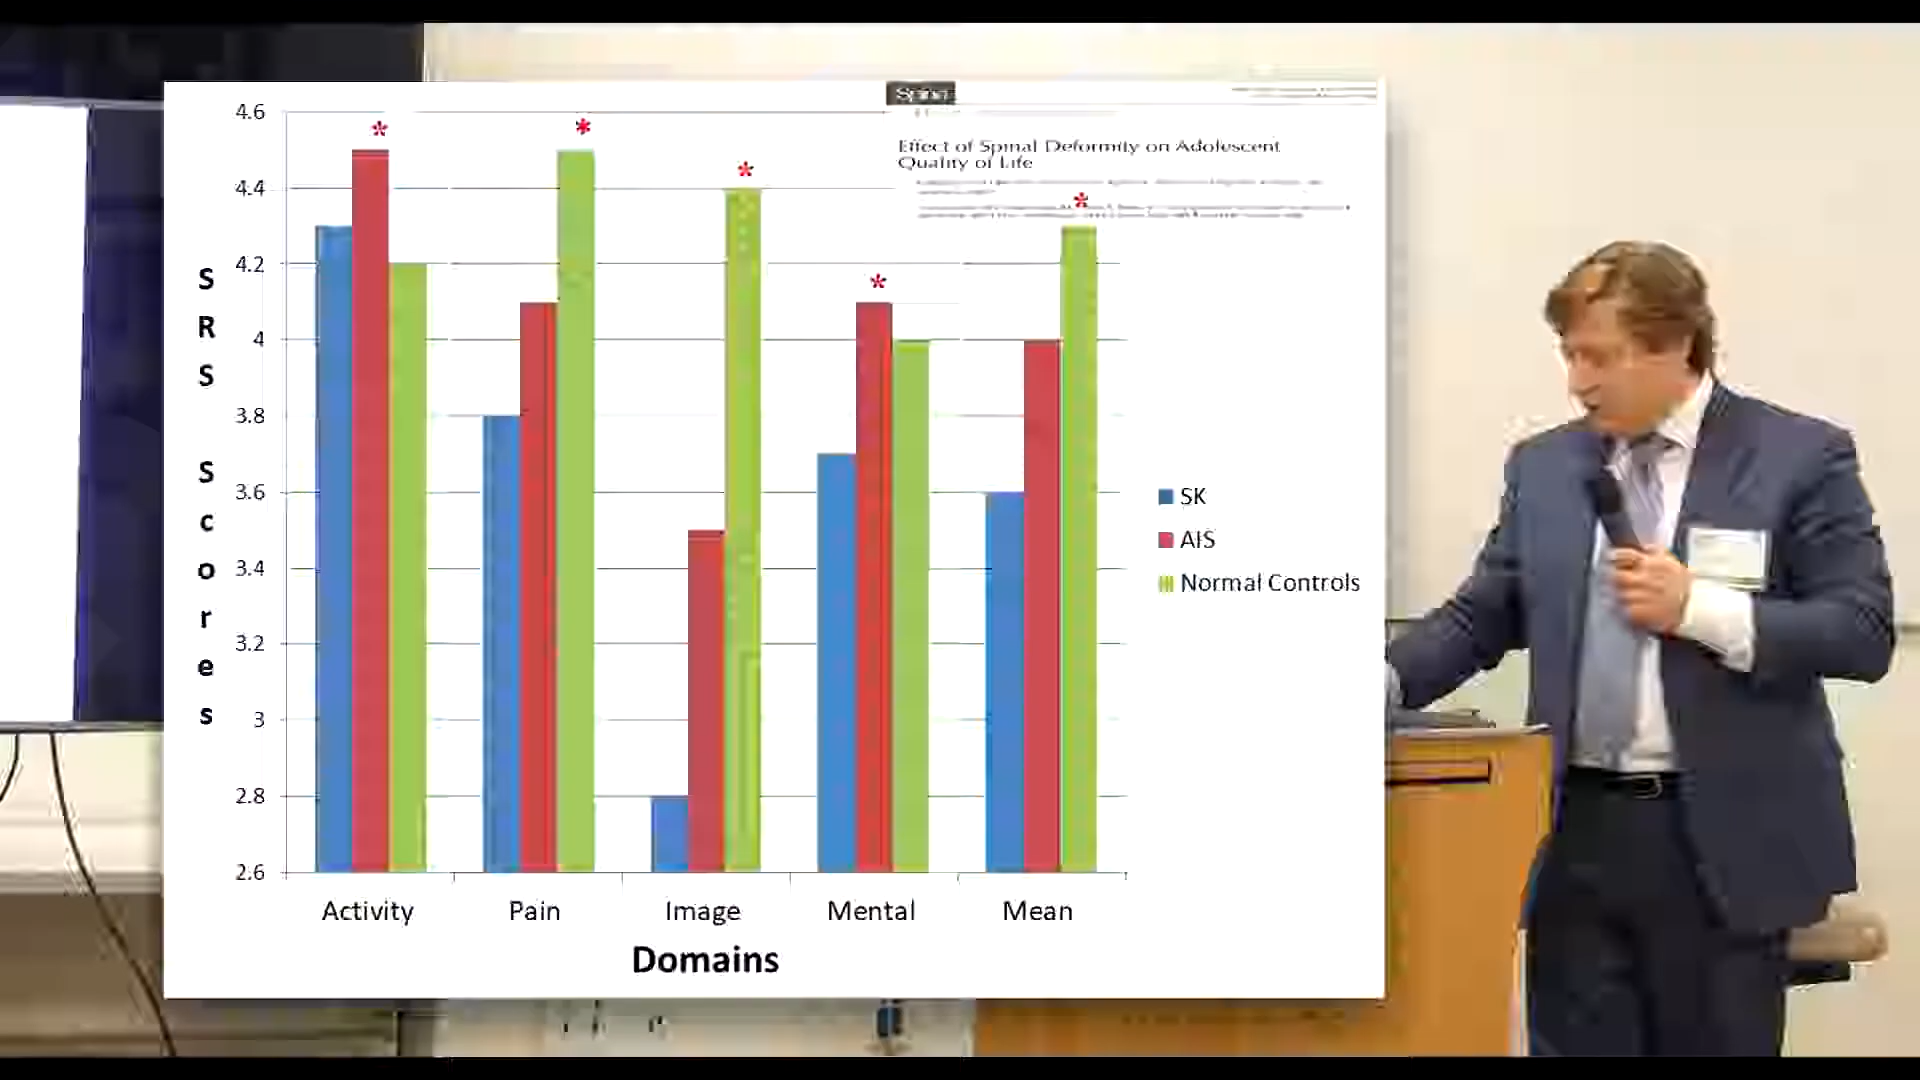 Spine
Effect of Spinal Deformity on Adolescent
Quality of Life
4.6
4.4
4.2
4
3.8
3.6
3.4
3.2
3
2.8
2.6
SRS Scores
* * * * *
SK
AIS
Normal Controls
Activity Pain Image Mental Mean
Domains